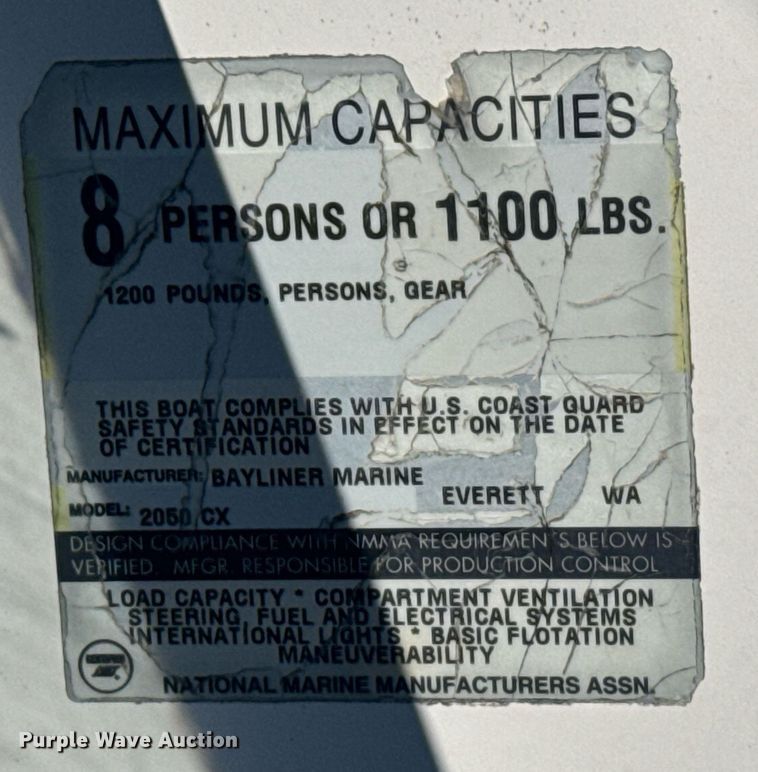 MAXIMUM CAPACITIES
8 PERSONS OR 1100 LBS.
1200 POUNDS, PERSONS, GEAR
THIS BOAT COMPLIES WITH U.S. COAST GUARD
SAFETY STANDARDS IN EFFECT ON THE DATE
OF CERTIFICATION
MANUFACTURER: BAYLINER MARINE
EVERETT WA
MODEL: 2050 CX
DESIGN COMPLIANCE WITH NMMA REQUIREMENTS BELOW IS
VERIFIED. MFGR. RESPONSIBLE FOR PRODUCTION CONTROL
LOAD CAPACITY * COMPARTMENT VENTILATION
STEERING, FUEL AND ELECTRICAL SYSTEMS
INTERNATIONAL LIGHTS * BASIC FLOTATION
MANEUVERABILITY
NATIONAL MARINE MANUFACTURERS ASSN.
Purple Wave Auction